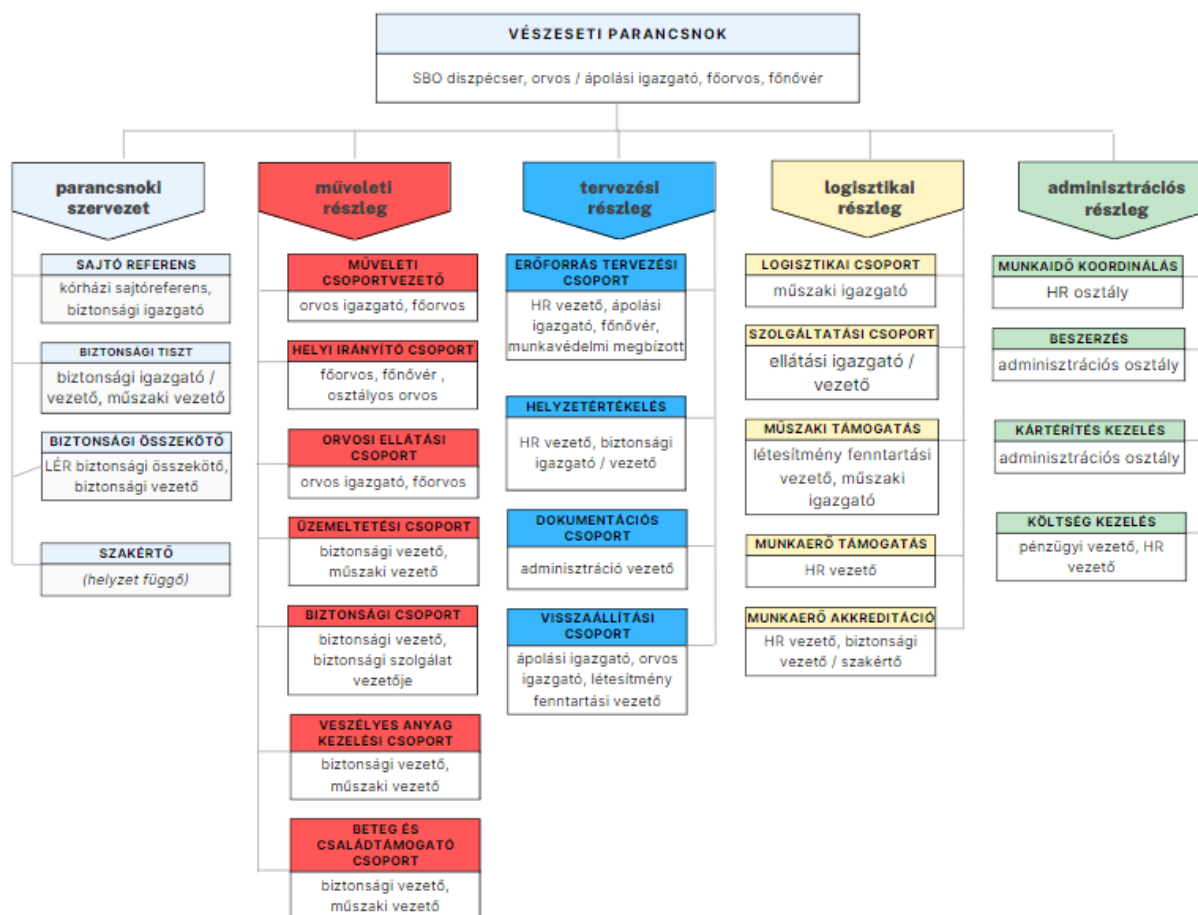 VÉSZESETI PARANCSNOK
SBO diszpécser, orvos / ápolási igazgató, főorvos, főnővér
parancsnoki
szervezet
SAJTÓ REFERENS
kórházi sajtóreferens,
biztonsági igazgató
BIZTONSÁGI TISZT
biztonsági igazgató /
vezető, műszaki vezető
BIZTONSÁGI ÖSSZEKÖTŐ
LÉR biztonsági összekötő,
biztonsági vezető
SZAKÉRTŐ
(helyzet függő)
műveleti
részleg
MŰVELETI
CSOPORTVEZETŐ
orvos igazgató, főorvos
HELYI IRÁNYÍTÓ CSOPORT
főorvos, főnővér ,
osztályos orvos
ORVOSI ELLÁTÁSI
CSOPORT
orvos igazgató, főorvos
ÜZEMELTETÉSI CSOPORT
biztonsági vezető,
műszaki vezető
BIZTONSÁGI CSOPORT
biztonsági vezető,
biztonsági szolgálat
vezetője
VESZÉLYES ANYAG
KEZELÉSI CSOPORT
biztonsági vezető,
műszaki vezető
BETEG ÉS
CSALÁDTÁMOGATÓ
CSOPORT
biztonsági vezető,
műszaki vezető
tervezési
részleg
ERŐFORRÁS TERVEZÉSI
CSOPORT
HR vezető, ápolási
igazgató, főnővér,
munkavédelmi megbízott
HELYZETÉRTÉKELÉS
HR vezető, biztonsági
igazgató / vezető
DOKUMENTÁCIÓS
CSOPORT
adminisztráció vezető
VISSZAÁLLÍTÁSI
CSOPORT
ápolási igazgató, orvos
igazgató, létesítmény
fenntartási vezető
logisztikai
részleg
LOGISZTIKAI CSOPORT
műszaki igazgató
SZOLGÁLTATÁSI CSOPORT
ellátási igazgató /
vezető
MŰSZAKI TÁMOGATÁS
létesítmény fenntartási
vezető, műszaki
igazgató
MUNKAERŐ TÁMOGATÁS
HR vezető
MUNKAERŐ AKKREDITÁCIÓ
HR vezető, biztonsági
vezető / szakértő
adminisztrációs
részleg
MUNKAIDŐ KOORDINÁLÁS
HR osztály
BESZERZÉS
adminisztrációs osztály
KÁRTÉRÍTÉS KEZELÉS
adminisztrációs osztály
KÖLTSÉG KEZELÉS
pénzügyi vezető, HR
vezető